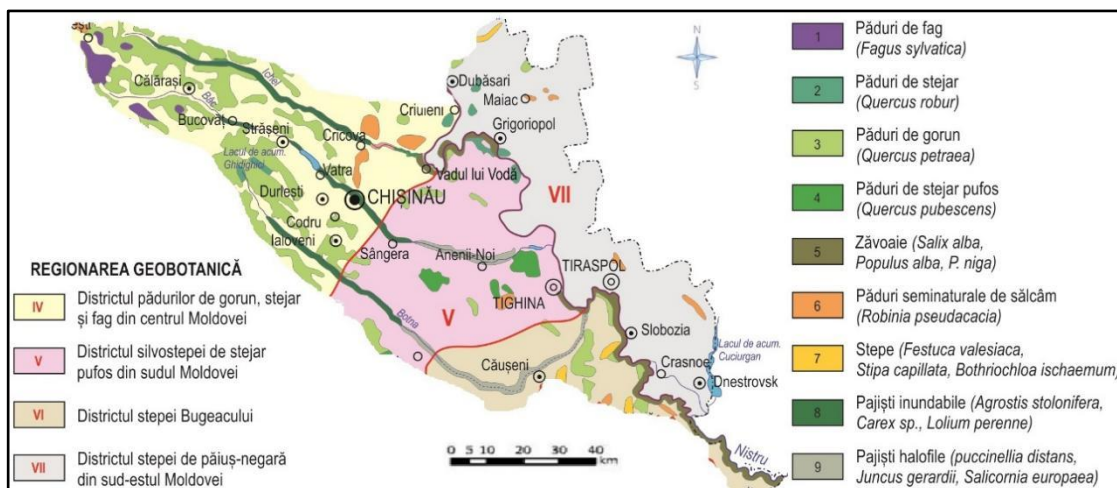 N
S
Călărași
Bucovăț
Strășeni
Bîc
Ichel
Lacul de acum.
Ghidighici
Vatra
Durlești
CHIȘINĂU
Codru
Ialoveni
Cricova
Criuleni
Dubăsari
Maiac
Grigoriopol
Vadul lui Vodă
VII
Sângera
Anenii-Noi
TIRASPOL
TIGHINA
V
Botna
Slobozia
Lacul de acum.
Cuciurgan
Crasnoe
Dnestrovsk
Căușeni
Nistru
0 10 20 30 40
km
REGIONAREA GEOBOTANICĂ
IV Districtul pădurilor de gorun, stejar
și fag din centrul Moldovei
V Districtul silvostepei de stejar
pufos din sudul Moldovei
VI Districtul stepei Bugeacului
VII Districtul stepei de păiuș-negară
din sud-estul Moldovei
1 Păduri de fag
(Fagus sylvatica)
2 Păduri de stejar
(Quercus robur)
3 Păduri de gorun
(Quercus petraea)
4 Păduri de stejar pufos
(Quercus pubescens)
5 Zăvoaie (Salix alba,
Populus alba, P. niga)
6 Păduri seminaturale de sălcâm
(Robinia pseudacacia)
7 Stepe (Festuca valesiaca,
Stipa capillata, Bothriochloa ischaemum)
8 Pajiști inundabile (Agrostis stolonifera,
Carex sp., Lolium perenne)
9 Pajiști halofile (puccinellia distans,
Juncus gerardii, Salicornia europaea)